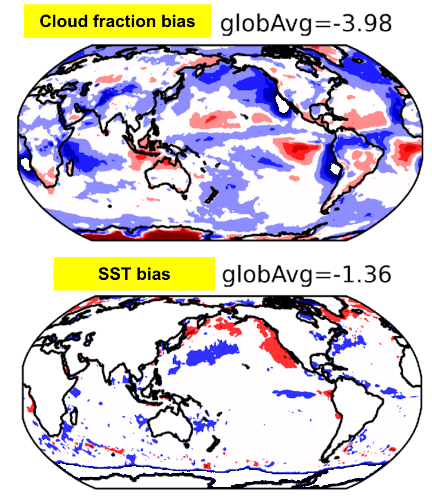 Cloud fraction bias globAvg=-3.98
SST bias globAvg=-1.36